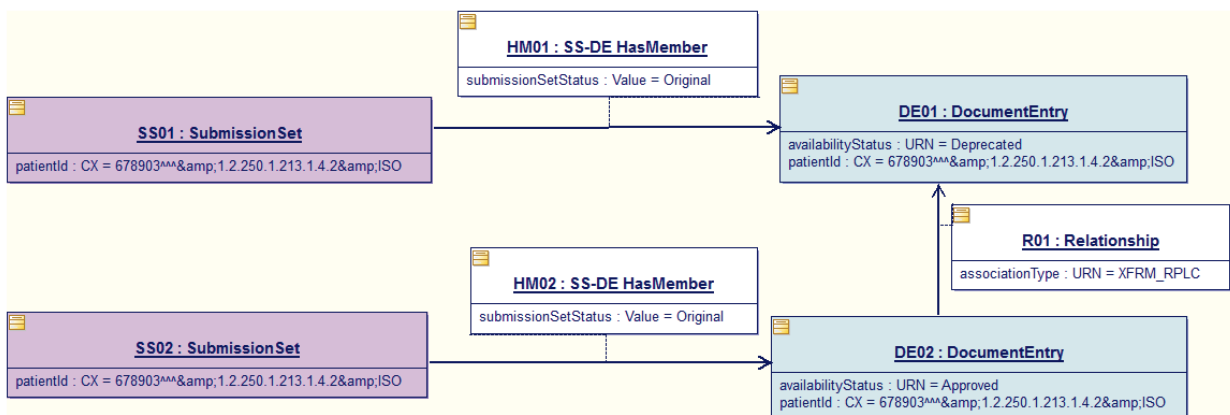 HM01 : SS-DE HasMember
submissionSetStatus : Value = Original
SS01 : SubmissionSet
patientId : CX = 678903^^^&amp;1.2.250.1.213.1.4.2&amp;ISO
DE01 : DocumentEntry
availabilityStatus : URN = Deprecated
patientId : CX = 678903^^^&amp;1.2.250.1.213.1.4.2&amp;ISO
R01 : Relationship
associationType : URN = XFRM_RPLC
HM02 : SS-DE HasMember
submissionSetStatus : Value = Original
SS02 : SubmissionSet
patientId : CX = 678903^^^&amp;1.2.250.1.213.1.4.2&amp;ISO
DE02 : DocumentEntry
availabilityStatus : URN = Approved
patientId : CX = 678903^^^&amp;1.2.250.1.213.1.4.2&amp;ISO